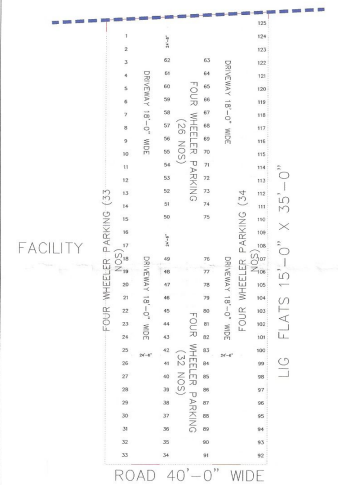 125
1 124
2 123
3 62 63 122
4 61 64 121
5 60 65 120
6 59 66 119
7 58 67 118
8 57 68 117
9 56 69 116
10 55 70 115
11 54 71 114
12 53 72 113
13 52 73 112
14 51 74 111
15 50 75 110
16 109
17 108
18 49 76 107
19 48 77 106
20 47 78 105
21 46 79 104
22 45 80 103
23 44 81 102
24 43 82 101
25 42 83 100
26 41 84 99
27 40 85 98
28 39 86 97
29 38 87 96
30 37 88 95
31 36 89 94
32 35 90 93
33 34 91 92
FACILITY
FOUR WHEELER PARKING (33
NOS)
DRIVEWAY 18'-0" WIDE
DRIVEWAY 18'-0" WIDE
FOUR WHEELER PARKING
(26 NOS)
FOUR WHEELER PARKING
(32 NOS)
DRIVEWAY 18'-0" WIDE
DRIVEWAY 18'-0" WIDE
FOUR WHEELER PARKING (34
NOS)
LIG FLATS 15'-0" X 35'-0"
ROAD 40'-0" WIDE